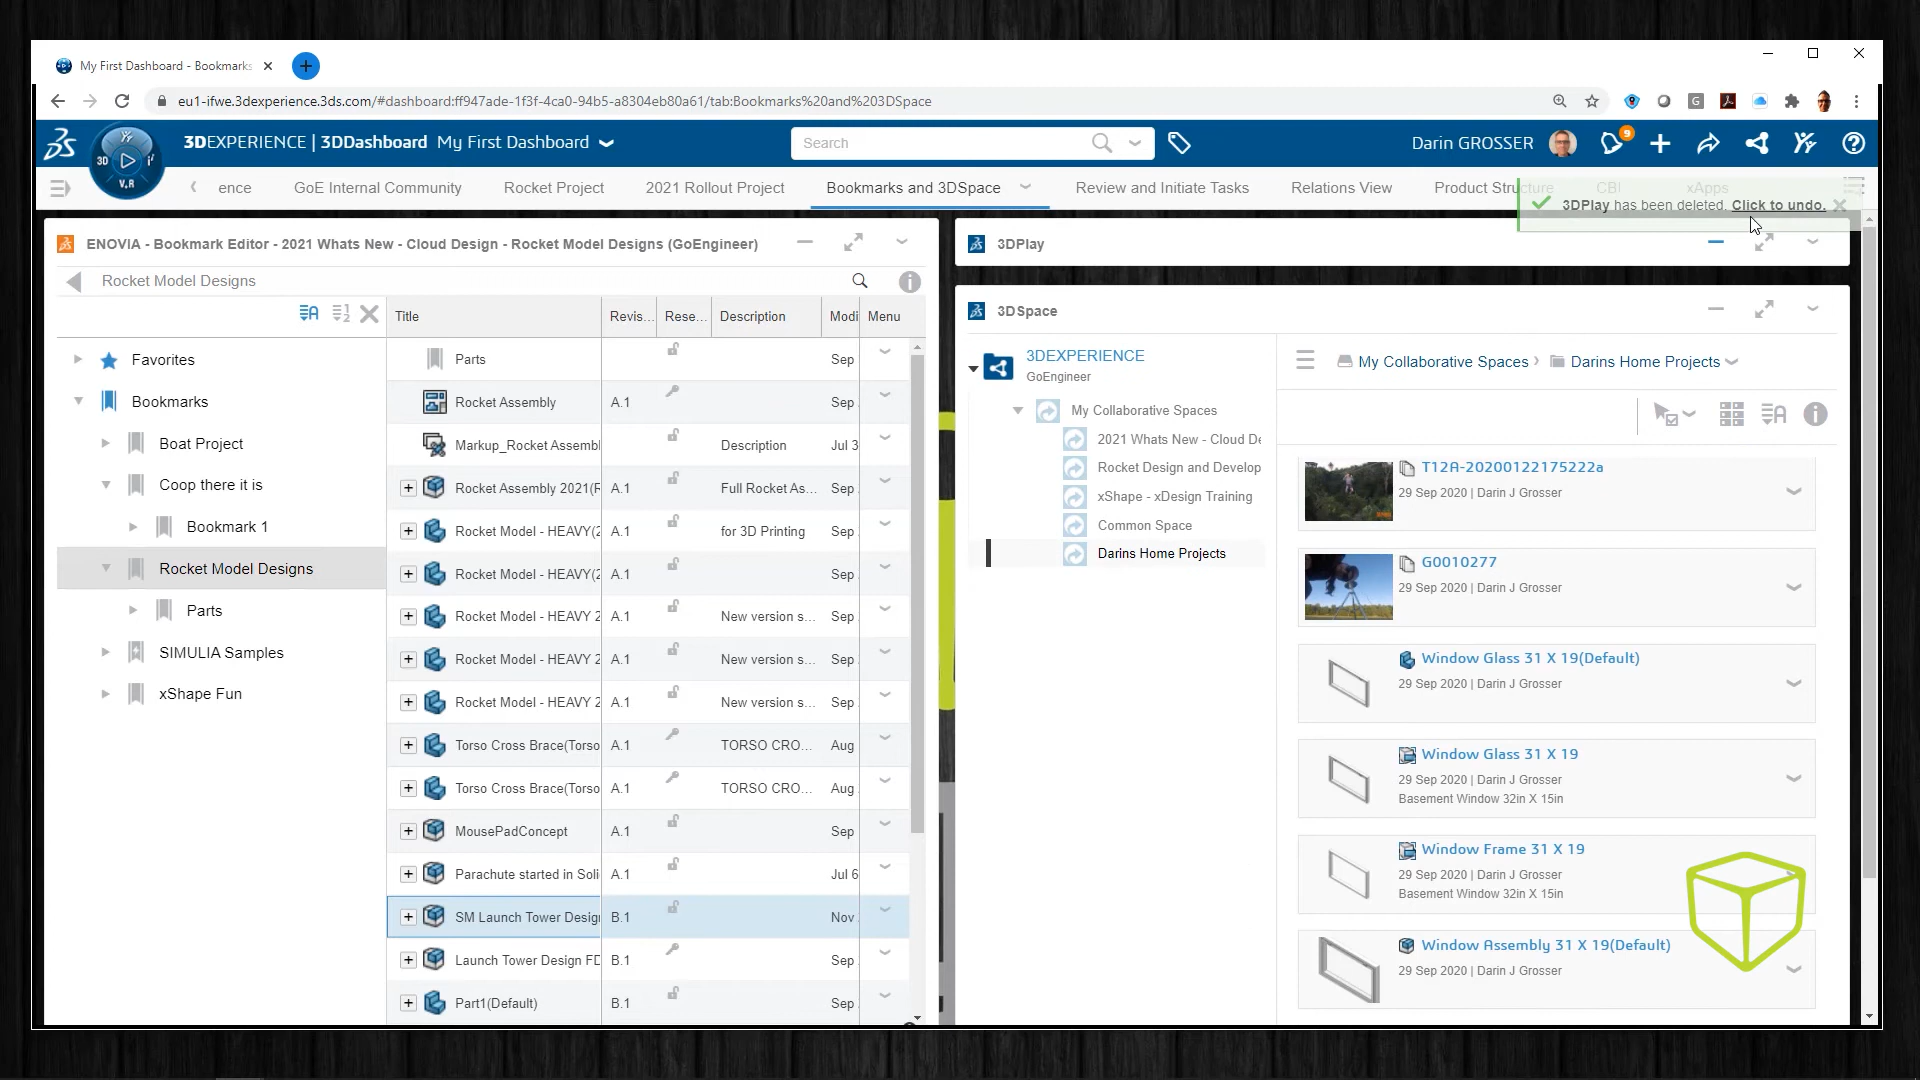 My First Dashboard - Bookmarks
eu1-ifwe.3dexperience.3ds.com/#dashboard:ff947ade-1f3f-4ca0-94b5-a8304eb80a61/tab:Bookmarks%20and%203DSpace
3D
V.R
3DEXPERIENCE | 3DDashboard My First Dashboard
Search
Darin GROSSER
9
ence
GoE Internal Community
Rocket Project
2021 Rollout Project
Bookmarks and 3DSpace
Review and Initiate Tasks
Relations View
Product Structure
CBI
xApps
3DPlay has been deleted. Click to undo.
ENOVIA - Bookmark Editor - 2021 Whats New - Cloud Design - Rocket Model Designs (GoEngineer)
Rocket Model Designs
Favorites
Bookmarks
Boat Project
Coop there it is
Bookmark 1
Rocket Model Designs
Parts
SIMULIA Samples
xShape Fun
Title Revis... Rese... Description Modi Menu
Parts Sep
Rocket Assembly A.1 Sep
Markup_Rocket Assembl Description Jul 3
Rocket Assembly 2021(F A.1 Full Rocket As... Sep
Rocket Model - HEAVY(2 A.1 for 3D Printing Sep
Rocket Model - HEAVY(2 A.1 Sep
Rocket Model - HEAVY 2 A.1 New version s... Sep
Rocket Model - HEAVY 2 A.1 New version s... Sep
Rocket Model - HEAVY 2 A.1 New version s... Sep
Torso Cross Brace(Torso A.1 TORSO CRO... Aug
Torso Cross Brace(Torso A.1 TORSO CRO... Aug
MousePadConcept A.1 Sep
Parachute started in Soli A.1 Jul 6
SM Launch Tower Desig B.1 Nov
Launch Tower Design FD B.1 Sep
Part1(Default) B.1 Sep
3DPlay
3DSpace
3DEXPERIENCE
GoEngineer
My Collaborative Spaces
2021 Whats New - Cloud De
Rocket Design and Develop
xShape - xDesign Training
Common Space
Darins Home Projects
My Collaborative Spaces › Darins Home Projects
T12A-20200122175222a
29 Sep 2020 | Darin J Grosser
G0010277
29 Sep 2020 | Darin J Grosser
Window Glass 31 X 19(Default)
29 Sep 2020 | Darin J Grosser
Window Glass 31 X 19
29 Sep 2020 | Darin J Grosser
Basement Window 32in X 15in
Window Frame 31 X 19
29 Sep 2020 | Darin J Grosser
Basement Window 32in X 15in
Window Assembly 31 X 19(Default)
29 Sep 2020 | Darin J Grosser